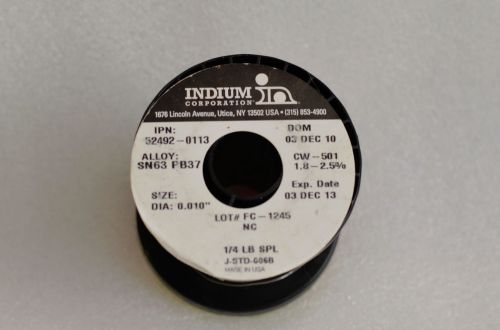 INDIUM
CORPORATION
in
1676 Lincoln Avenue, Utica, NY 13502 USA • (315) 853-4900
IPN: DOM
52492-0113 03 DEC 10
ALLOY: CW-501
SN63 PB37 1.8-2.5%
SIZE: Exp. Date
DIA: 0.010" 03 DEC 13
LOT# FC-1245
NC
1/4 LB SPL
J-STD-006B
MADE IN USA